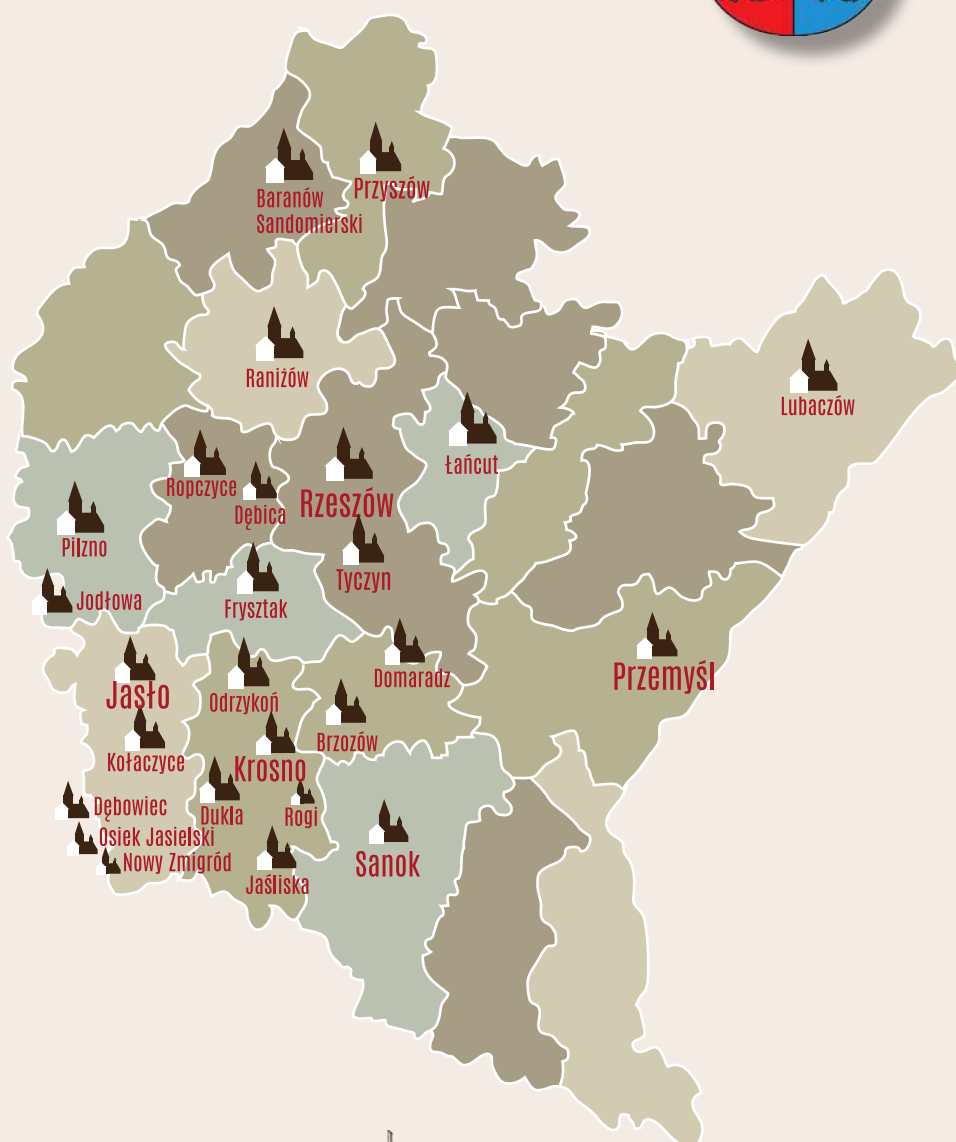 Baranów
Sandomierski
Przyszów
Raniżów
Lubaczów
Łańcut
Ropczyce
Dębica
Rzeszów
Pilzno
Tyczyn
Jodłowa
Frysztak
Domaradz
Przemyśl
Jasło
Odrzykoń
Brzozów
Kołaczyce
Krosno
Dębowiec
Dukla
Rogi
Osiek Jasielski
Nowy Zmigród
Sanok
Jaśliska